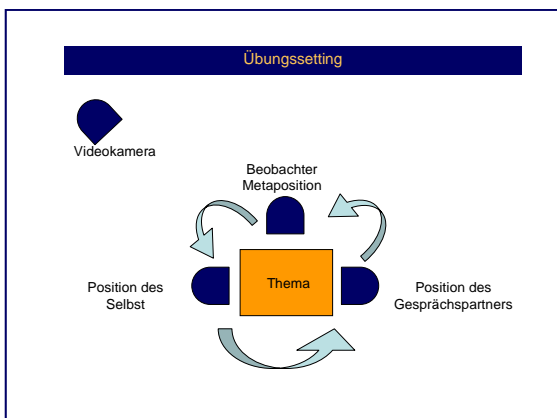 Übungssetting
Videokamera
Beobachter
Metaposition
Thema
Position des
Selbst
Position des
Gesprächspartners